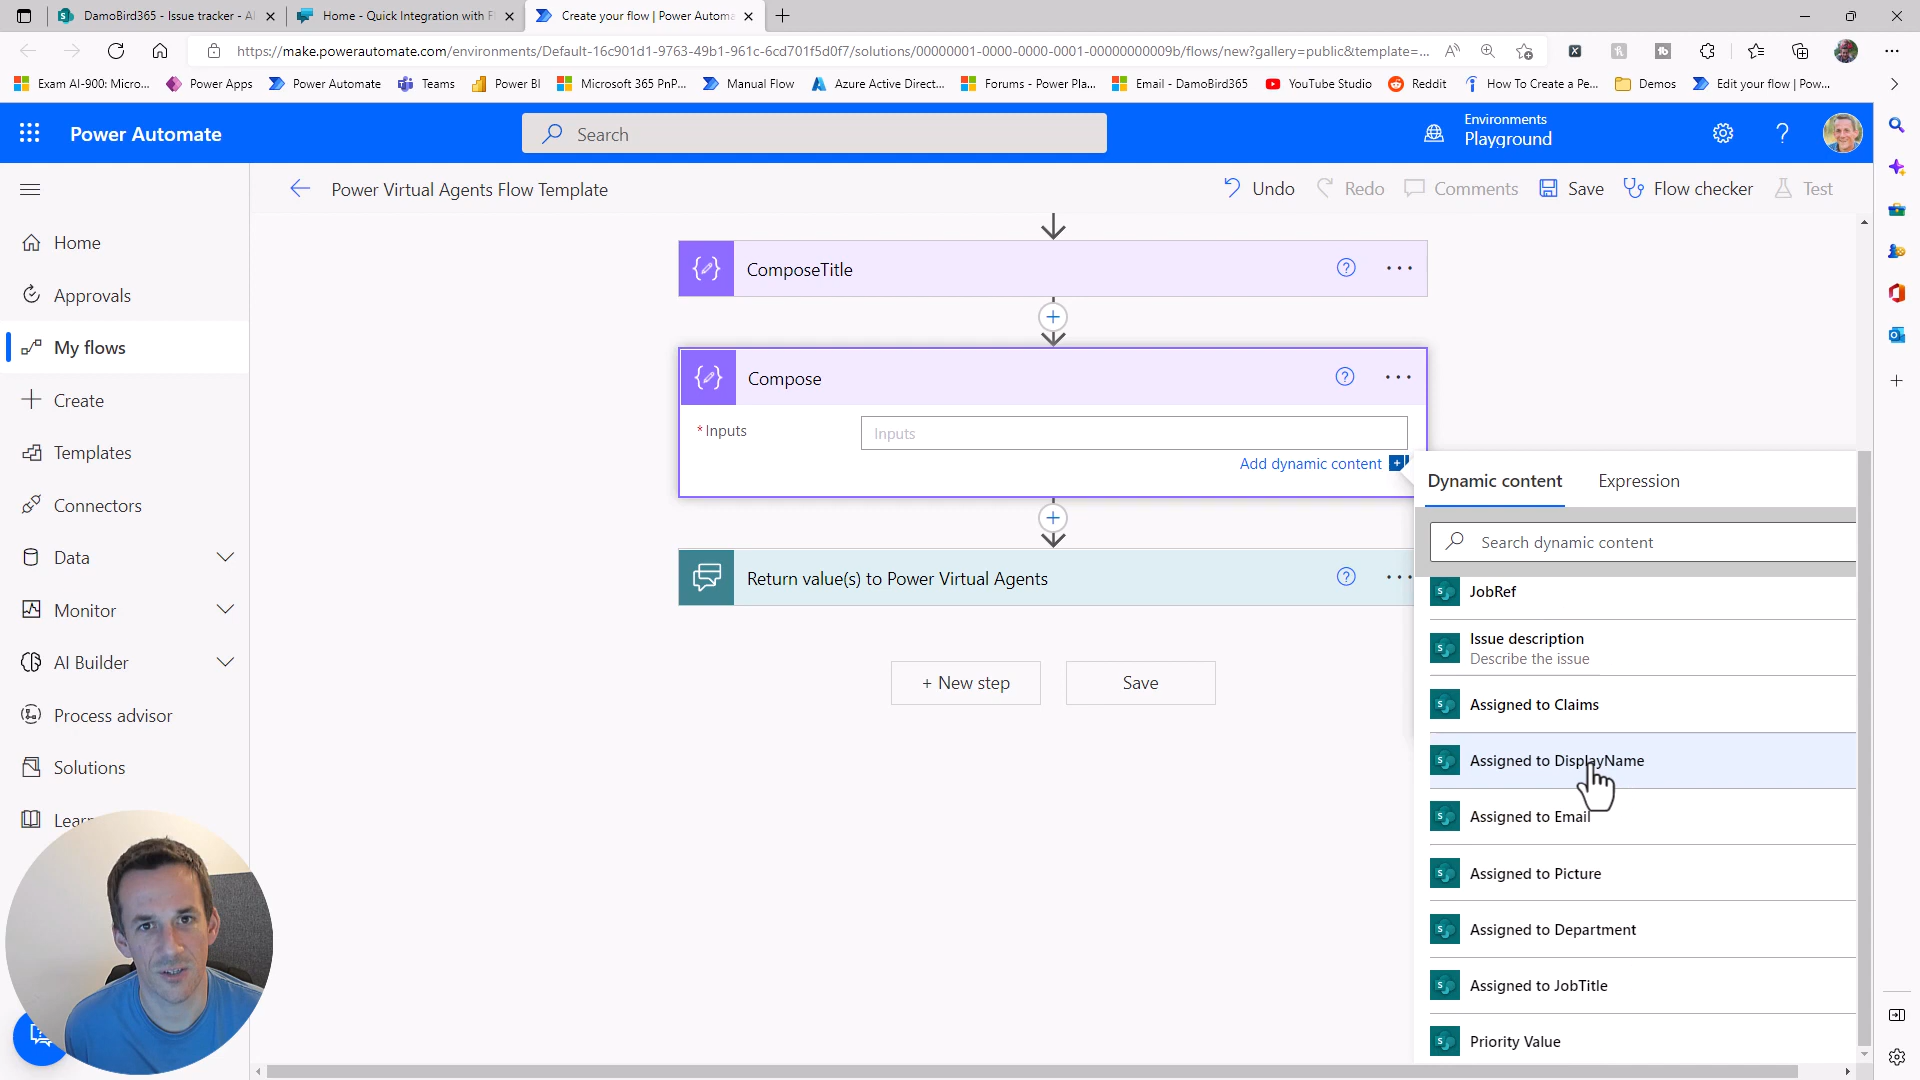 DamoBird365 - Issue tracker - Al
Home - Quick Integration with Fl
Create your flow | Power Automa
https://make.powerautomate.com/environments/Default-16c901d1-9763-49b1-961c-6cd701f5d0f7/solutions/00000001-0000-0000-0001-00000000009b/flows/new?gallery=public&template=...
Exam AI-900: Micro...
Power Apps
Power Automate
Teams
Power BI
Microsoft 365 PnP...
Manual Flow
Azure Active Direct...
Forums - Power Pla...
Email - DamoBird365
YouTube Studio
Reddit
How To Create a Pe...
Demos
Edit your flow | Pow...
Power Automate
Search
Environments
Playground
Power Virtual Agents Flow Template
Undo
Redo
Comments
Save
Flow checker
Test
Home
Approvals
My flows
Create
Templates
Connectors
Data
Monitor
AI Builder
Process advisor
Solutions
Learn
ComposeTitle
Compose
* Inputs
Inputs
Add dynamic content
Return value(s) to Power Virtual Agents
+ New step
Save
Dynamic content
Expression
Search dynamic content
JobRef
Issue description
Describe the issue
Assigned to Claims
Assigned to DisplayName
Assigned to Email
Assigned to Picture
Assigned to Department
Assigned to JobTitle
Priority Value